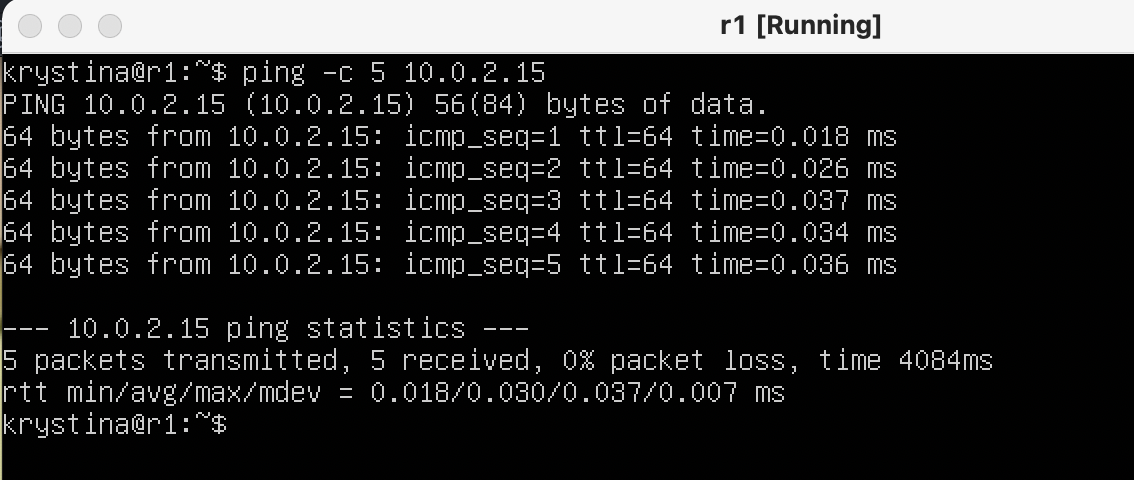 r1 [Running]
krystina@r1:~$ ping -c 5 10.0.2.15
PING 10.0.2.15 (10.0.2.15) 56(84) bytes of data.
64 bytes from 10.0.2.15: icmp_seq=1 ttl=64 time=0.018 ms
64 bytes from 10.0.2.15: icmp_seq=2 ttl=64 time=0.026 ms
64 bytes from 10.0.2.15: icmp_seq=3 ttl=64 time=0.037 ms
64 bytes from 10.0.2.15: icmp_seq=4 ttl=64 time=0.034 ms
64 bytes from 10.0.2.15: icmp_seq=5 ttl=64 time=0.036 ms
--- 10.0.2.15 ping statistics ---
5 packets transmitted, 5 received, 0% packet loss, time 4084ms
rtt min/avg/max/mdev = 0.018/0.030/0.037/0.007 ms
krystina@r1:~$